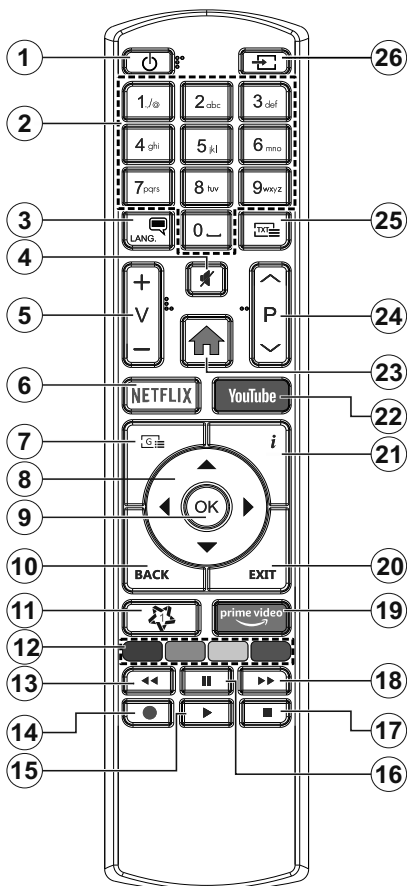 1
26
2
1./@
2abc
3def
4ghi
5jkl
6mno
7pqrs
8tuv
9wxyz
3
LANG.
0
TXT
25
4
5
+
V
−
P
24
23
6
NETFLIX
YouTube
22
7
G
i
21
8
9
OK
10
BACK
EXIT
20
11
1
prime video
19
12
13
18
14
17
15
16